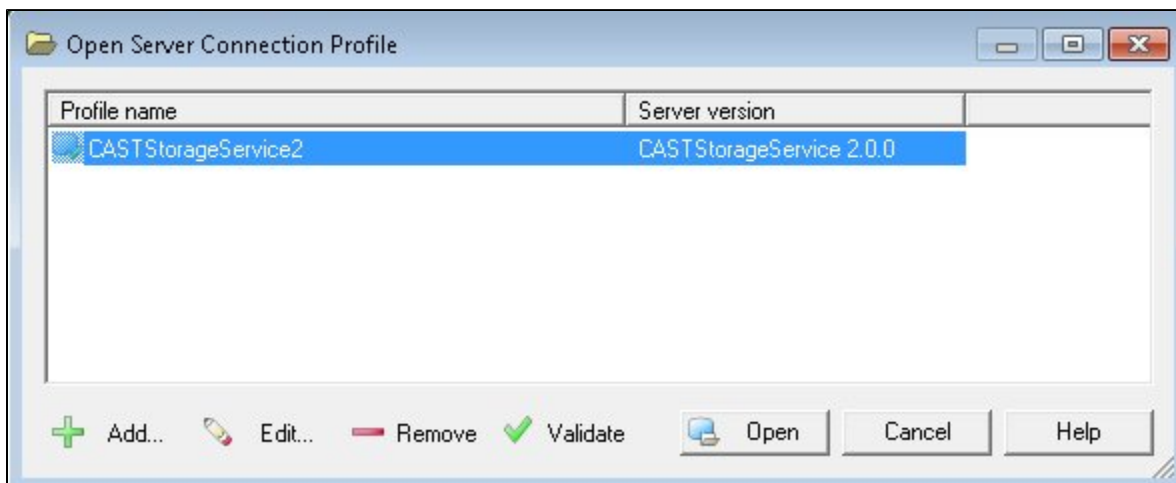 Open Server Connection Profile
Profile name Server version
CASTStorageService2 CASTStorageService 2.0.0
Add... Edit... Remove Validate Open Cancel Help